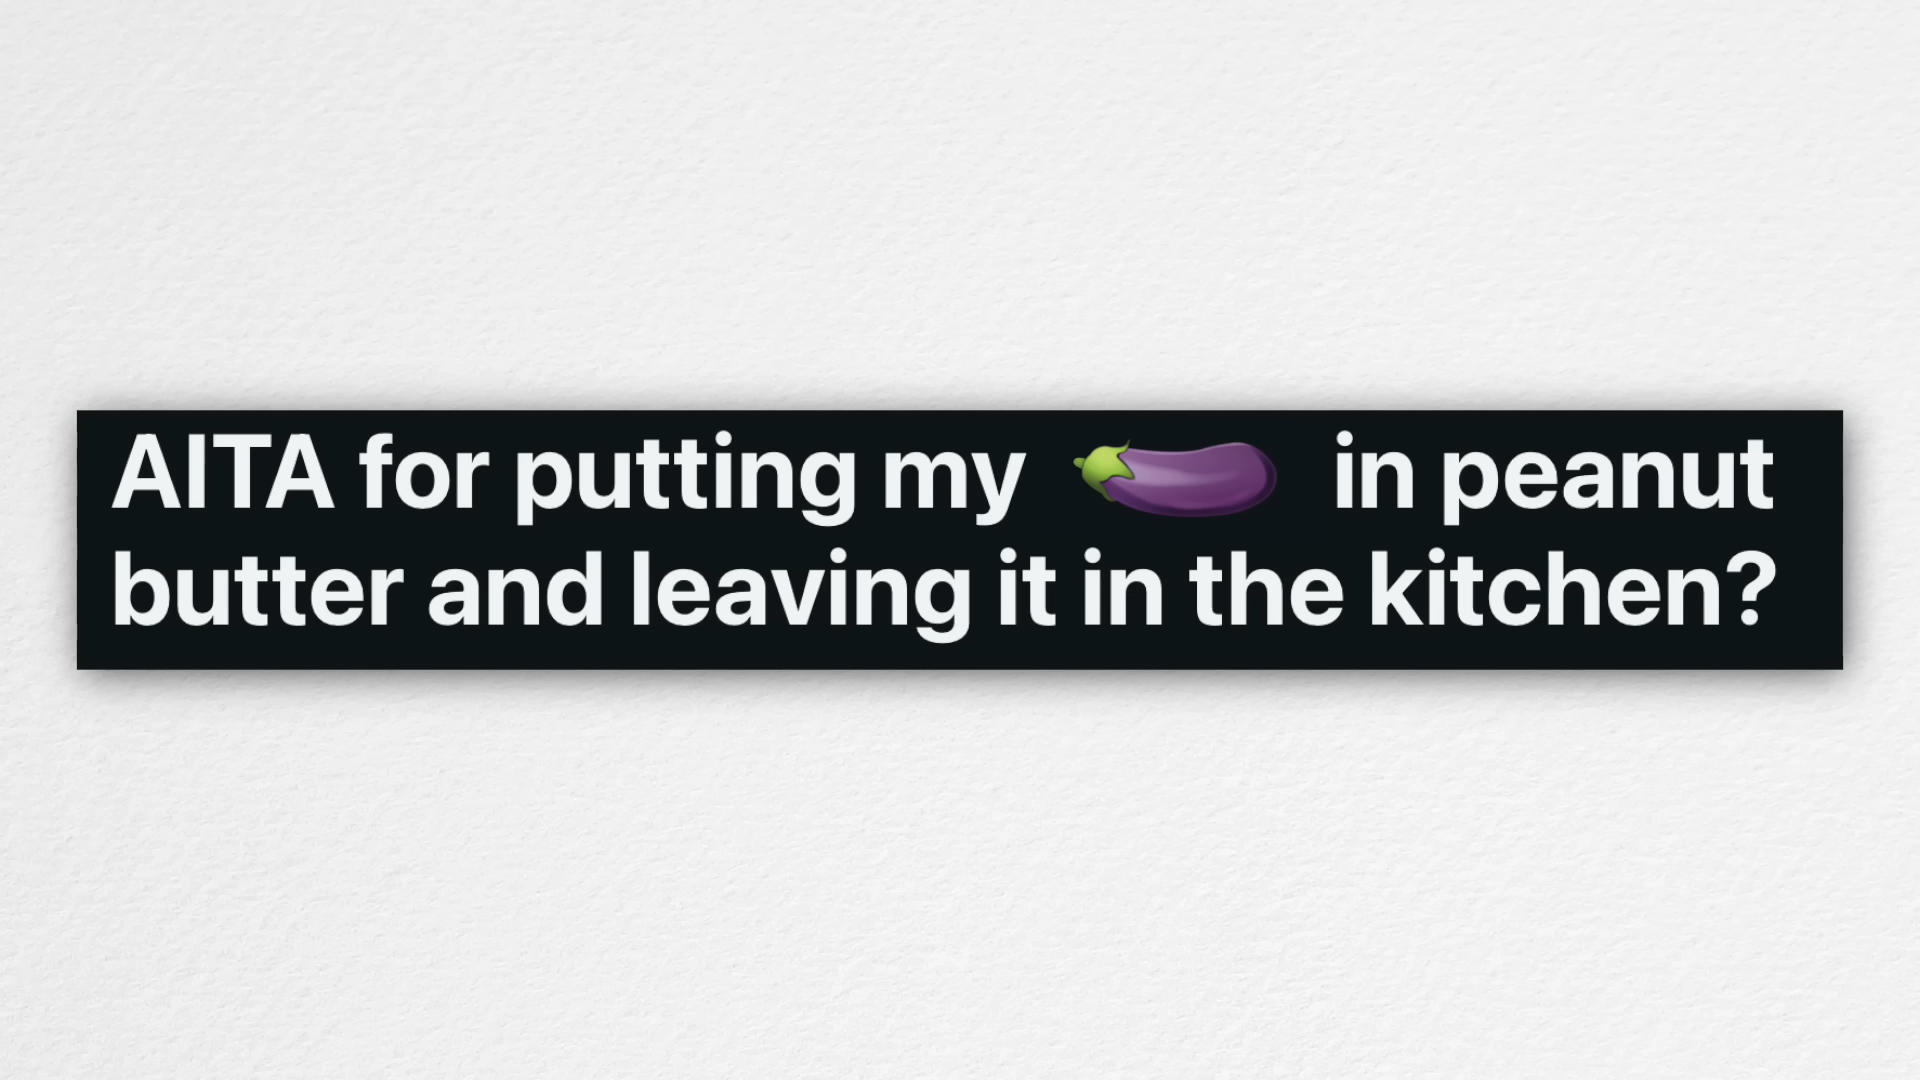 AITA for putting my 🍆 in peanut
butter and leaving it in the kitchen?